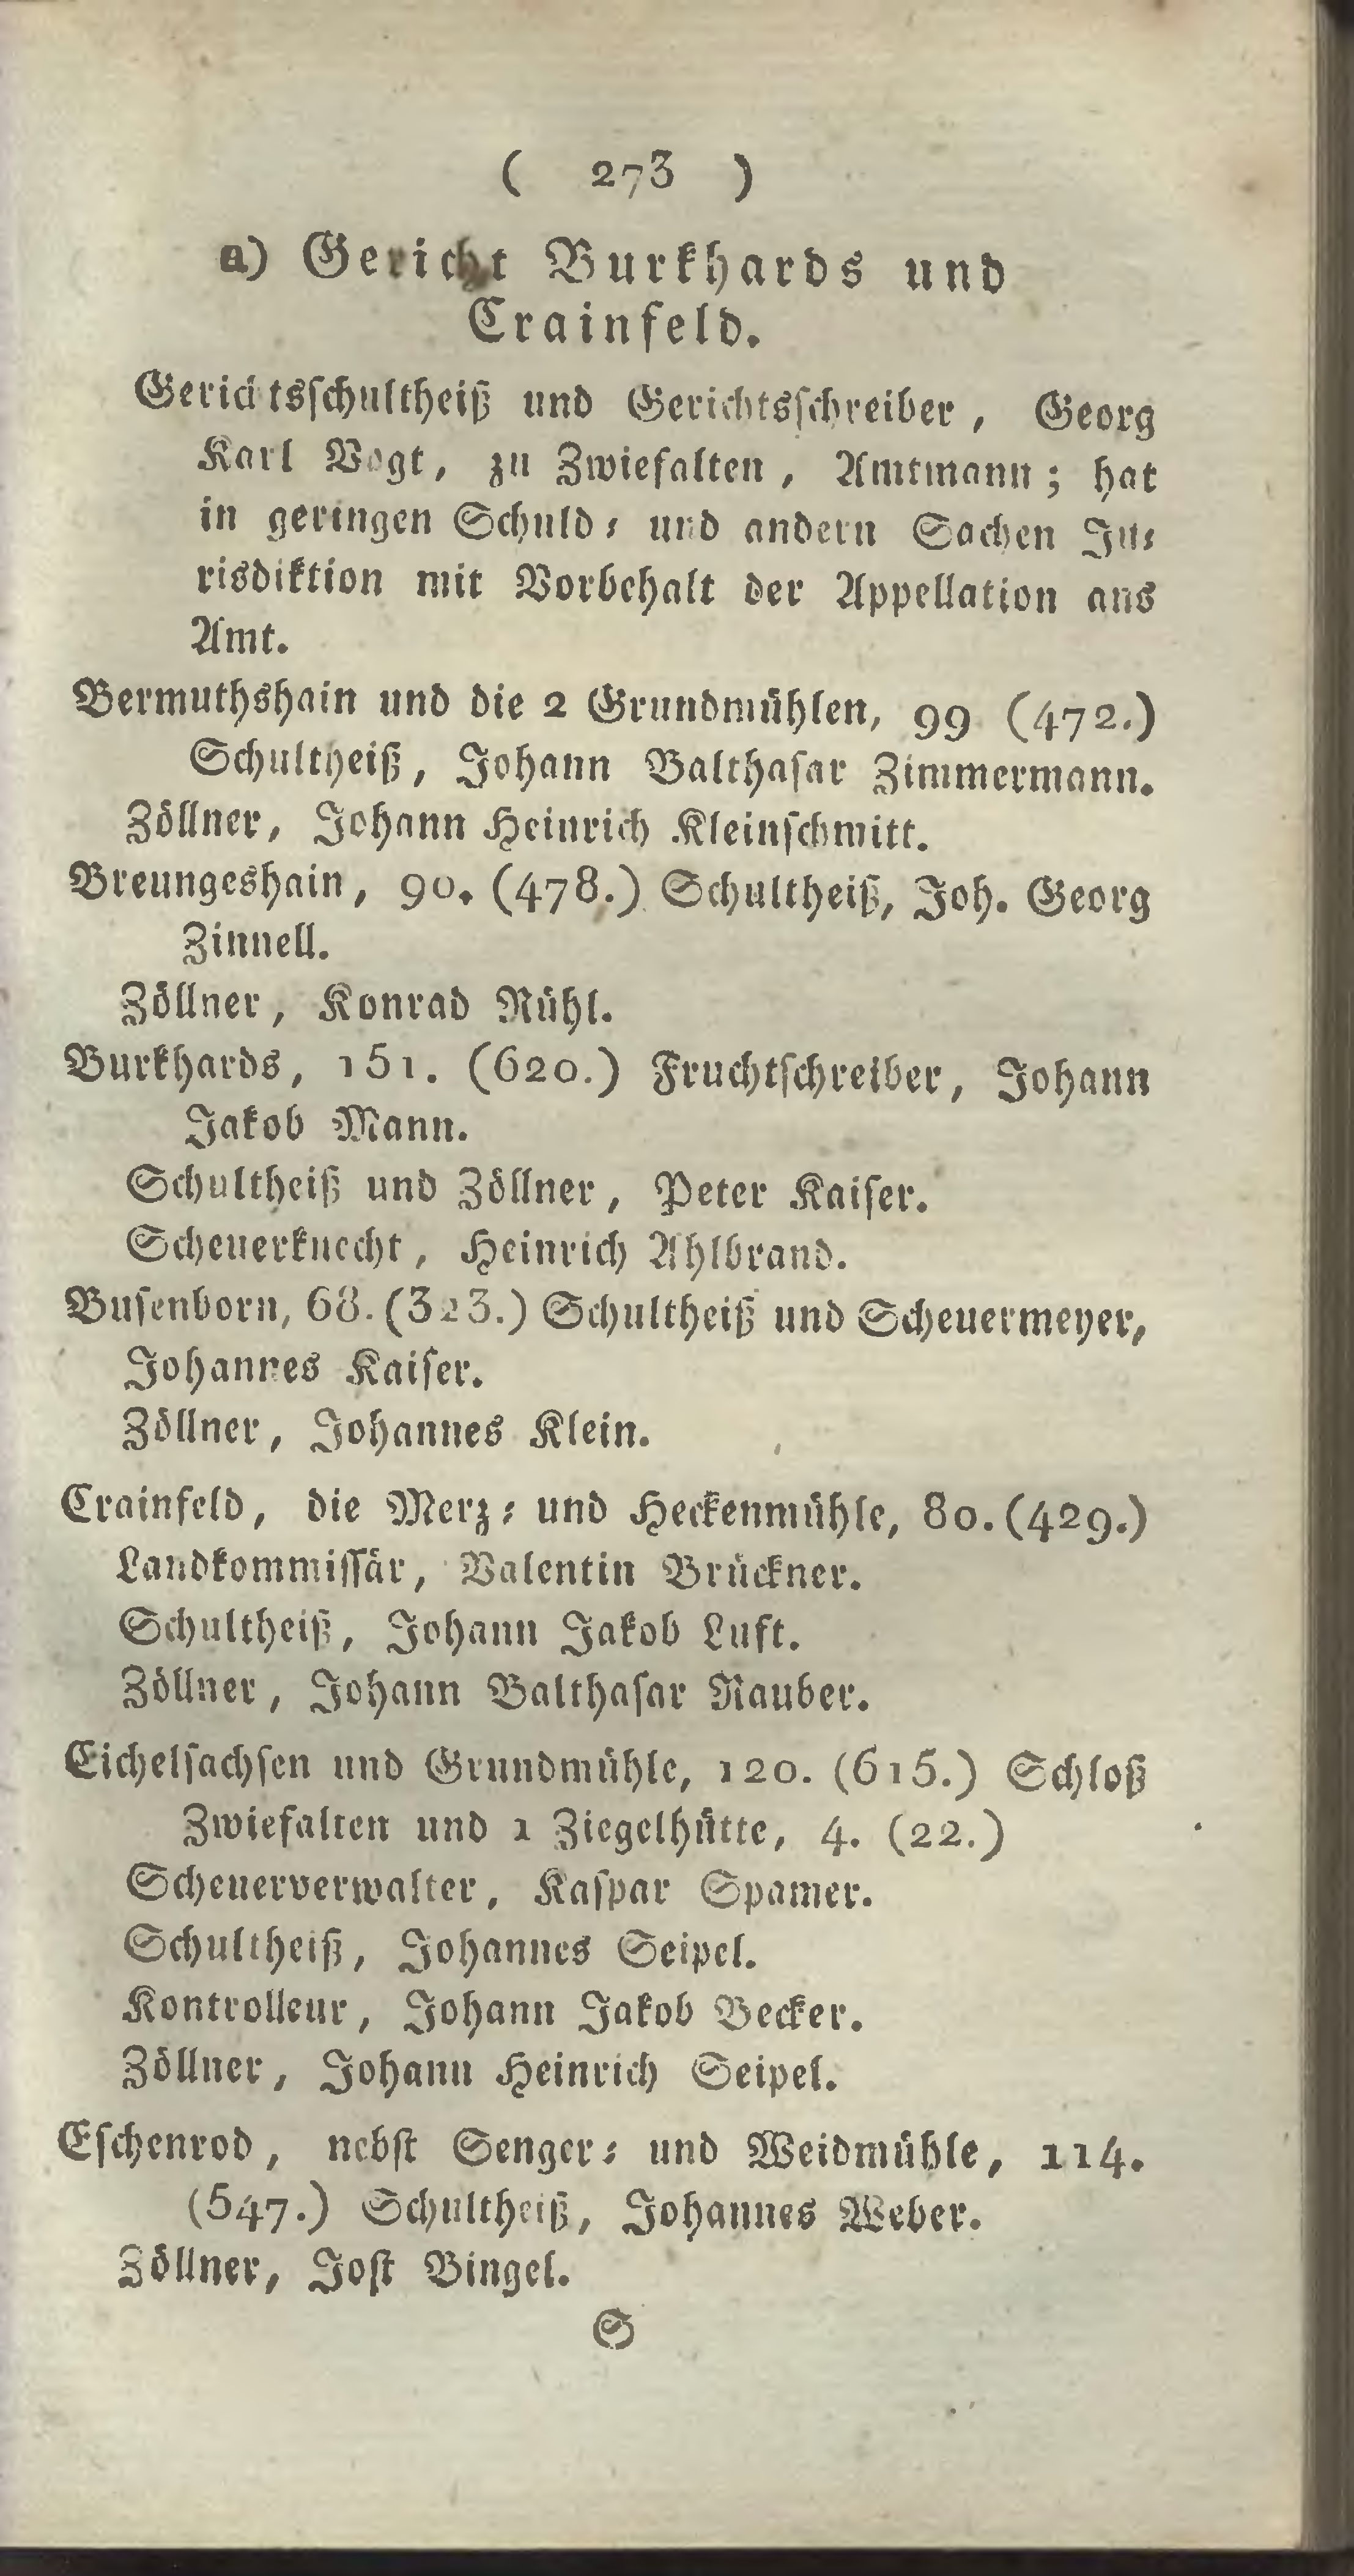 ( 273 )
a) Gericht Burkhards und
Crainfeld.
Gerichtsschultheiß und Gerichtsschreiber, Georg
Karl Vogt, zu Zwiefalten, Amtmann; hat
in geringen Schuld- und andern Sachen Ju-
risdiktion mit Vorbehalt der Appellation ans
Amt.
Bermuthshain und die 2 Grundmühlen, 99 (472.)
Schultheiß, Johann Balthasar Zimmermann.
Zöllner, Johann Heinrich Kleinschmitt.
Breungeshain, 90. (478.) Schultheiß, Joh. Georg
Zinnell.
Zöllner, Konrad Rühl.
Burkhards, 151. (620.) Fruchtschreiber, Johann
Jakob Mann.
Schultheiß und Zöllner, Peter Kaiser.
Scheuerknecht, Heinrich Ahlbrand.
Busenborn, 68. (323.) Schultheiß und Scheuermeyer,
Johannes Kaiser.
Zöllner, Johannes Klein.
Crainfeld, die Merz- und Heckenmühle, 80. (429.)
Landkommissär, Valentin Brückner.
Schultheiß, Johann Jakob Luft.
Zöllner, Johann Balthasar Rauber.
Eichelsachsen und Grundmühle, 120. (615.) Schloß
Zwiefalten und 1 Ziegelhütte, 4. (22.)
Scheuerverwalter, Kaspar Spamer.
Schultheiß, Johannes Seipel.
Kontrolleur, Johann Jakob Becker.
Zöllner, Johann Heinrich Seipel.
Eschenrod, nebst Senger- und Weidmühle, 114.
(547.) Schultheiß, Johannes Weber.
Zöllner, Jost Bingel.
S